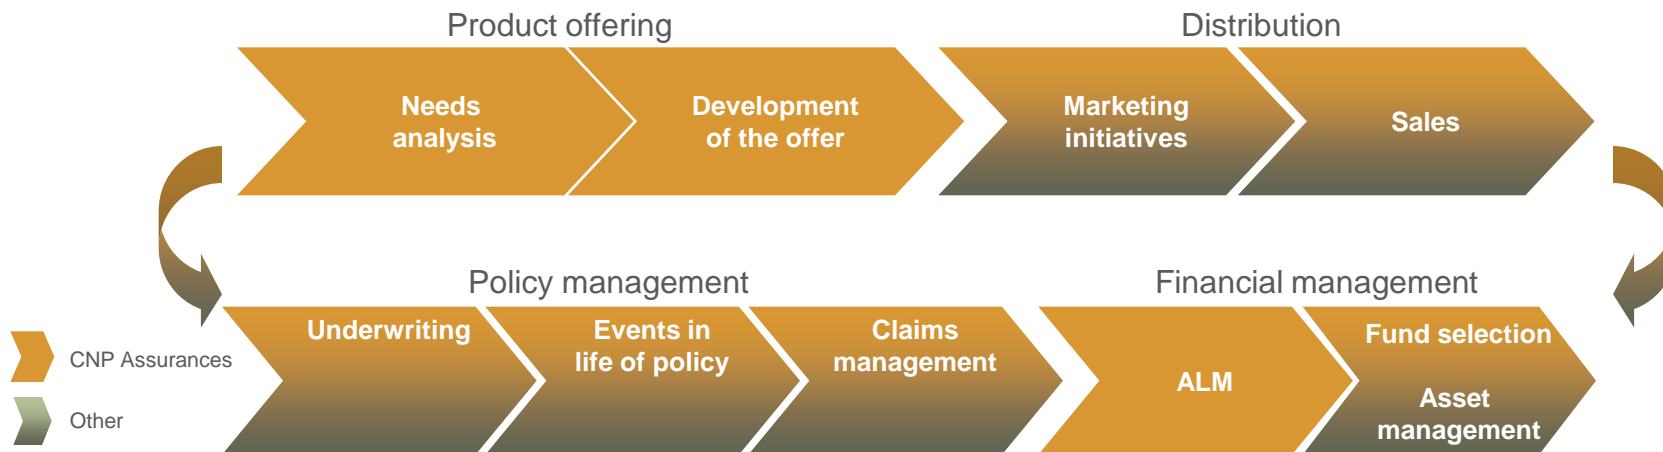 Product offering
Distribution
Needs
analysis
Development
of the offer
Marketing
initiatives
Sales
Policy management
Financial management
Underwriting
Events in
life of policy
Claims
management
ALM
Fund selection
Asset
management
CNP Assurances
Other